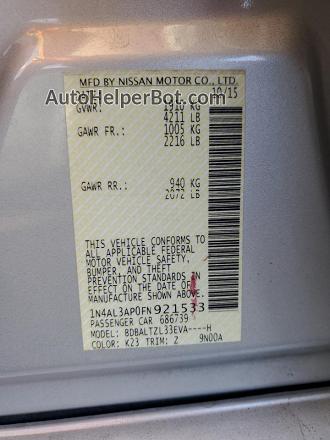 MFD BY NISSAN MOTOR CO., LTD.
10/15
AutoHelperBot.com
GVWR: 1910 KG
4211 LB
GAWR FR.: 1005 KG
2216 LB
GAWR RR.: 940 KG
2072 LB
THIS VEHICLE CONFORMS TO
ALL APPLICABLE FEDERAL
MOTOR VEHICLE SAFETY,
BUMPER, AND THEFT
PREVENTION STANDARDS IN
EFFECT ON THE DATE OF
MANUFACTURE SHOWN ABOVE.
1N4AL3AP0FN921533
PASSENGER CAR 686739
MODEL: BDBALTZL33EVA----H
COLOR: K23 TRIM: Z 9N00A